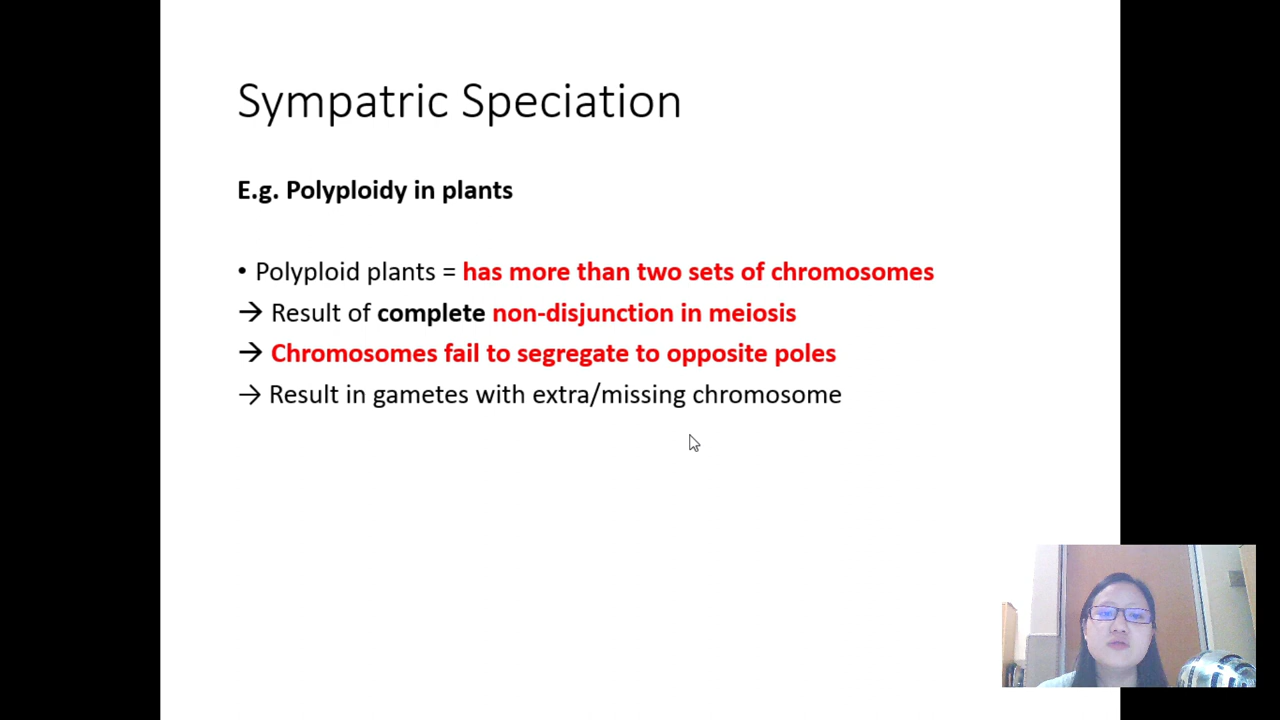 Sympatric Speciation
E.g. Polyploidy in plants
• Polyploid plants = has more than two sets of chromosomes
→ Result of complete non-disjunction in meiosis
→ Chromosomes fail to segregate to opposite poles
→ Result in gametes with extra/missing chromosome